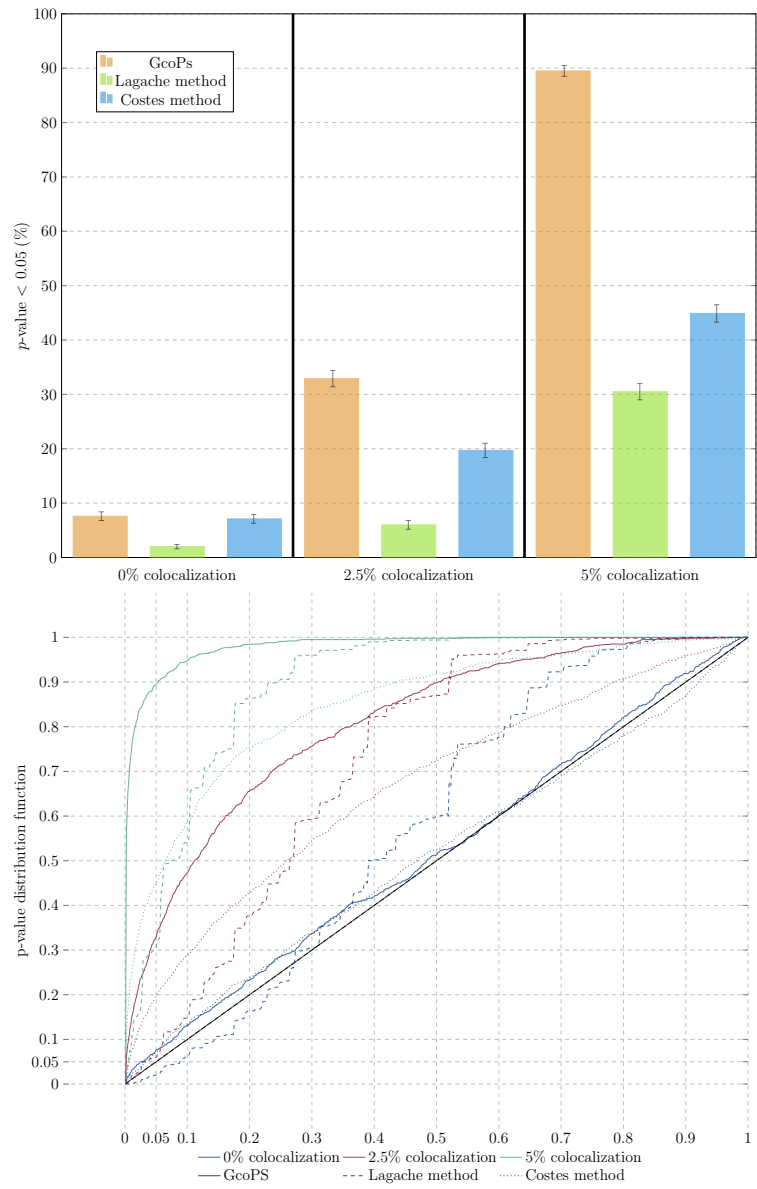 100
90
80
70
60
50
40
30
20
10
0
p-value < 0.05 (%)
GcoPs
Lagache method
Costes method
0% colocalization 2.5% colocalization 5% colocalization
1
0.9
0.8
0.7
0.6
0.5
0.4
0.3
0.2
0.1
0.05
0
p-value distribution function
0 0.05 0.1 0.2 0.3 0.4 0.5 0.6 0.7 0.8 0.9 1
0% colocalization 2.5% colocalization 5% colocalization
GcoPS Lagache method Costes method